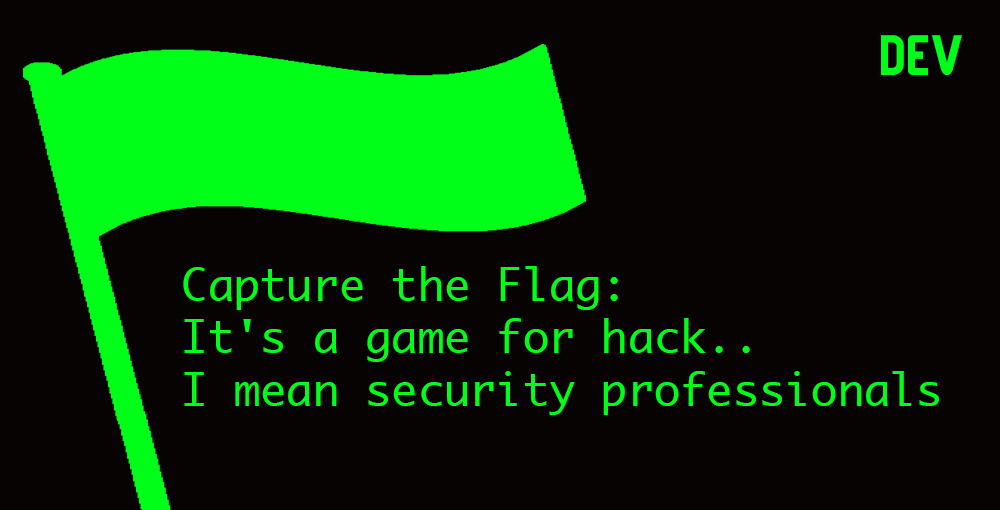 DEV
Capture the Flag:
It's a game for hack..
I mean security professionals